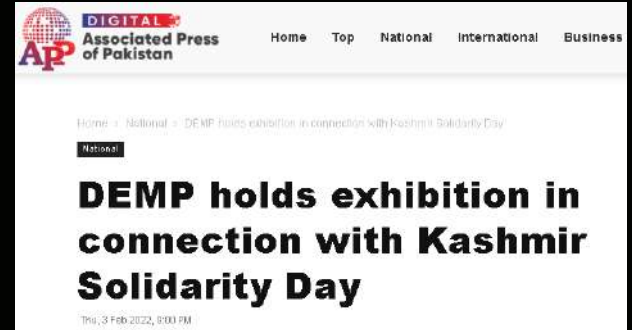 DIGITAL
APP Associated Press
of Pakistan
Home Top National International Business
Home › National › DEMP holds exhibition in connection with Kashmir Solidarity Day
National
DEMP holds exhibition in
connection with Kashmir
Solidarity Day
Thu, 3 Feb 2022, 9:00 PM